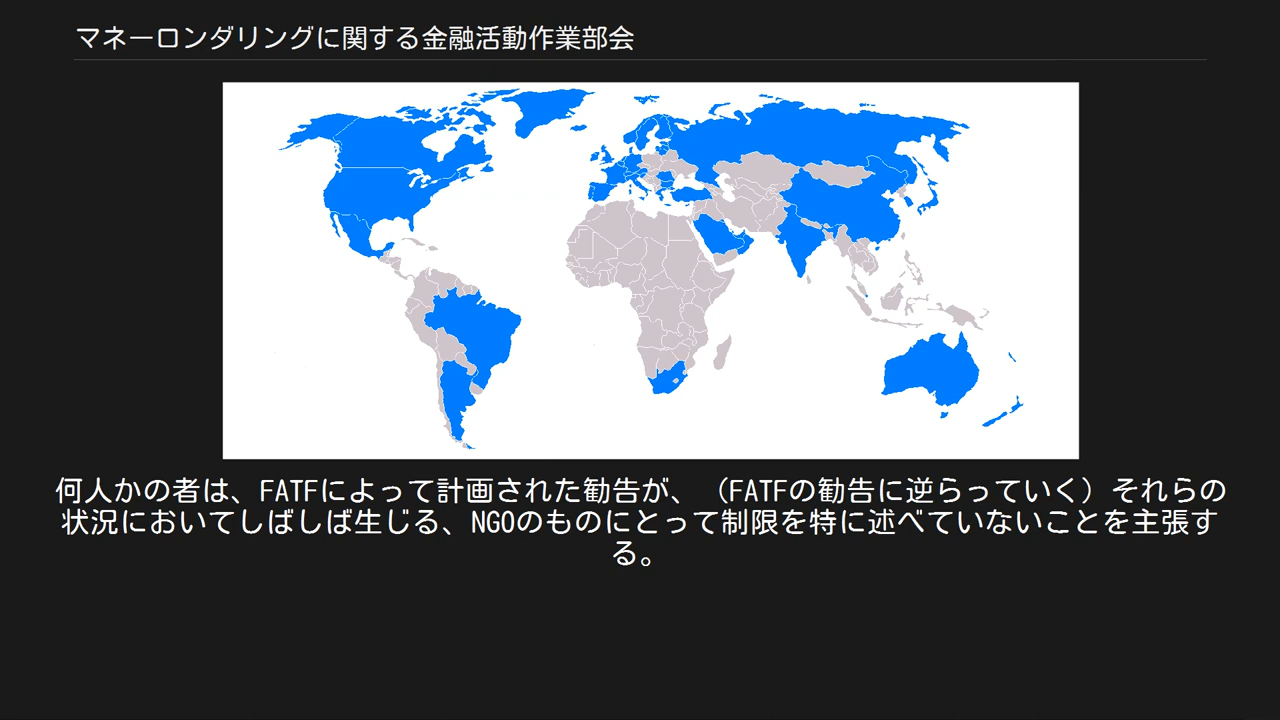 マネーロンダリングに関する金融活動作業部会
何人かの者は、FATFによって計画された勧告が、（FATFの勧告に逆らっていく）それらの
状況においてしばしば生じる、NGOのものにとって制限を特に述べていないことを主張す
る。